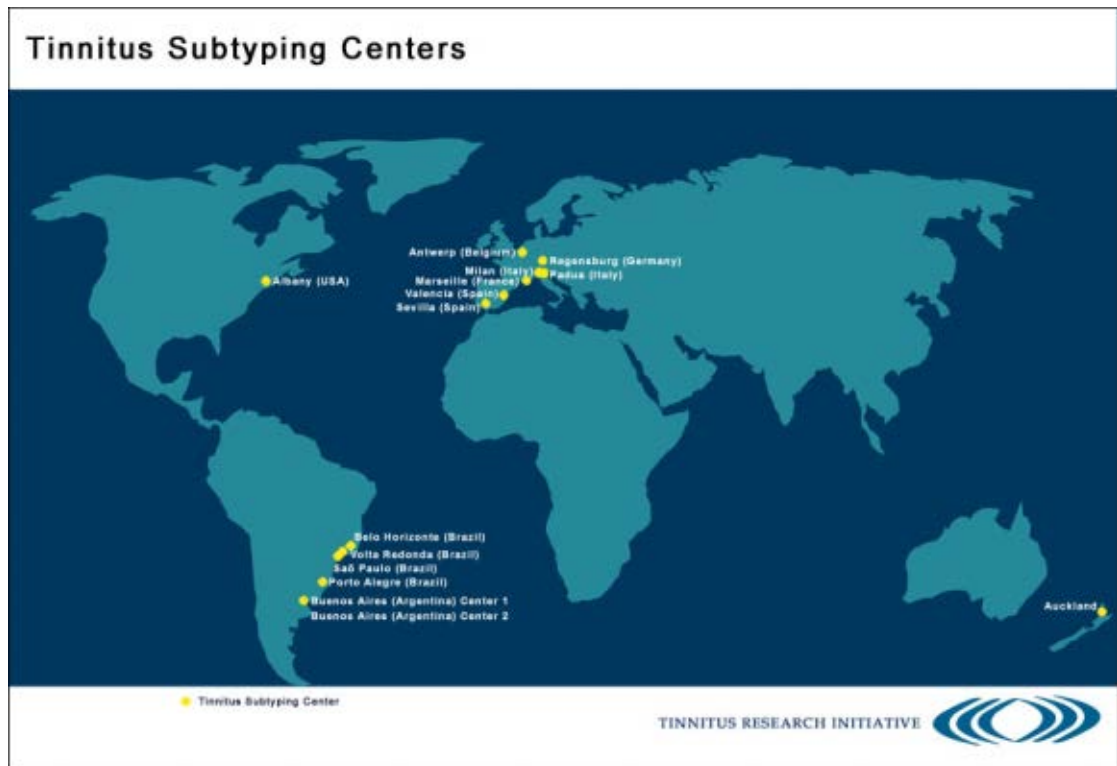 Tinnitus Subtyping Centers
Antwerp (Belginm)
Regensburg (Germany)
Milan (Italy)
Padua (Italy)
Albany (USA)
Marseille (France)
Valencia (Spain)
Sevilla (Spain)
Belo Horizonte (Brazil)
Volta Redonda (Brazil)
Saõ Paulo (Brazil)
Porto Alegre (Brazil)
Buenos Aires (Argentina) Center 1
Buenos Aires (Argentina) Center 2
Auckland
Tinnitus Subtyping Center
TINNITUS RESEARCH INITIATIVE